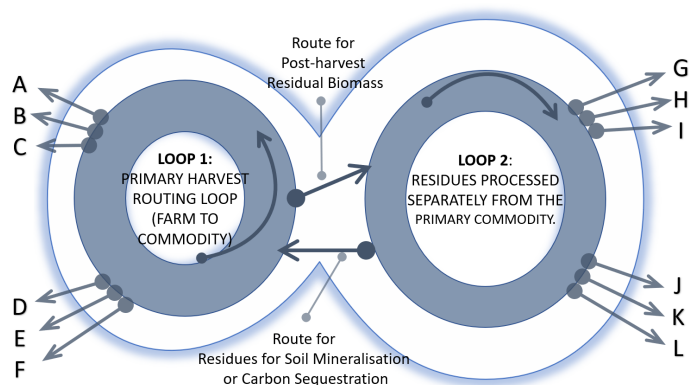 Route for
Post-harvest
Residual Biomass
A
B
C
LOOP 1:
PRIMARY HARVEST
ROUTING LOOP
(FARM TO
COMMODITY)
D
E
F
G
H
I
LOOP 2:
RESIDUES PROCESSED
SEPARATELY FROM THE
PRIMARY COMMODITY.
J
K
L
Route for
Residues for Soil Mineralisation
or Carbon Sequestration